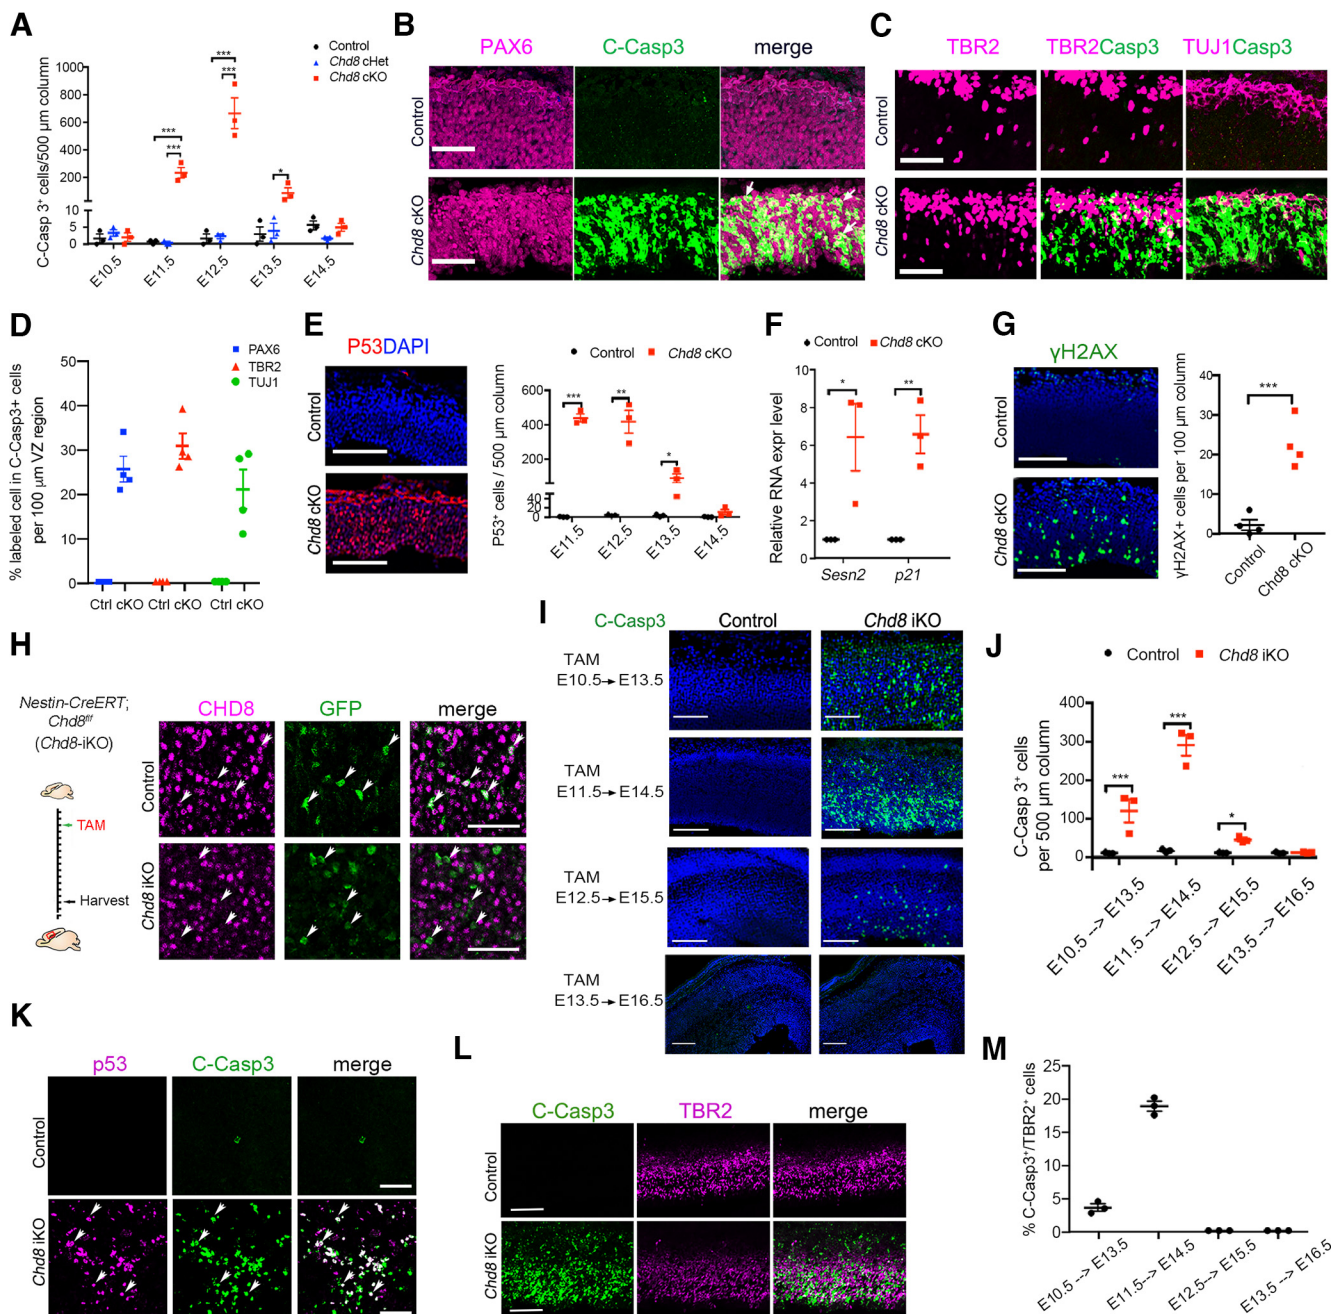 A
Control
Chd8 cHet
Chd8 cKO
C-Casp 3+ cells/500 µm column
1000
800
600
400
200
10
5
0
***
***
***
***
*
E10.5
E11.5
E12.5
E13.5
E14.5
B
PAX6
C-Casp3
merge
Control
Chd8 cKO
C
TBR2
TBR2Casp3
TUJ1Casp3
Control
Chd8 cKO
D
PAX6
TBR2
TUJ1
% labeled cell in C-Casp3+ cells
per 100 µm VZ region
50
40
30
20
10
0
Ctrl cKO
Ctrl cKO
Ctrl cKO
E
P53DAPI
Control
Chd8 cKO
Control
Chd8 cKO
P53+ cells / 500 µm column
600
400
200
40
20
0
***
**
*
E11.5
E12.5
E13.5
E14.5
F
Control
Chd8 cKO
Relative RNA expr level
10
8
6
4
2
0
*
**
Sesn2
p21
G
γH2AX
Control
Chd8 cKO
γH2AX+ cells per 100 µm column
40
30
20
10
0
***
Control
Chd8 cKO
H
Nestin-CreERT;
Chd8f/f
(Chd8-iKO)
TAM
Harvest
CHD8
GFP
merge
Control
Chd8 iKO
I
C-Casp3
Control
Chd8 iKO
TAM
E10.5→E13.5
TAM
E11.5→E14.5
TAM
E12.5→E15.5
TAM
E13.5→E16.5
J
Control
Chd8 iKO
C-Casp 3+ cells
per 500 µm column
400
300
200
100
0
***
***
*
E10.5 --> E13.5
E11.5 --> E14.5
E12.5 --> E15.5
E13.5 --> E16.5
K
p53
C-Casp3
merge
Control
Chd8 iKO
L
C-Casp3
TBR2
merge
Control
Chd8 iKO
M
% C-Casp3+/TBR2+ cells
25
20
15
10
5
0
E10.5 --> E13.5
E11.5--> E14.5
E12.5--> E15.5
E13.5 --> E16.5